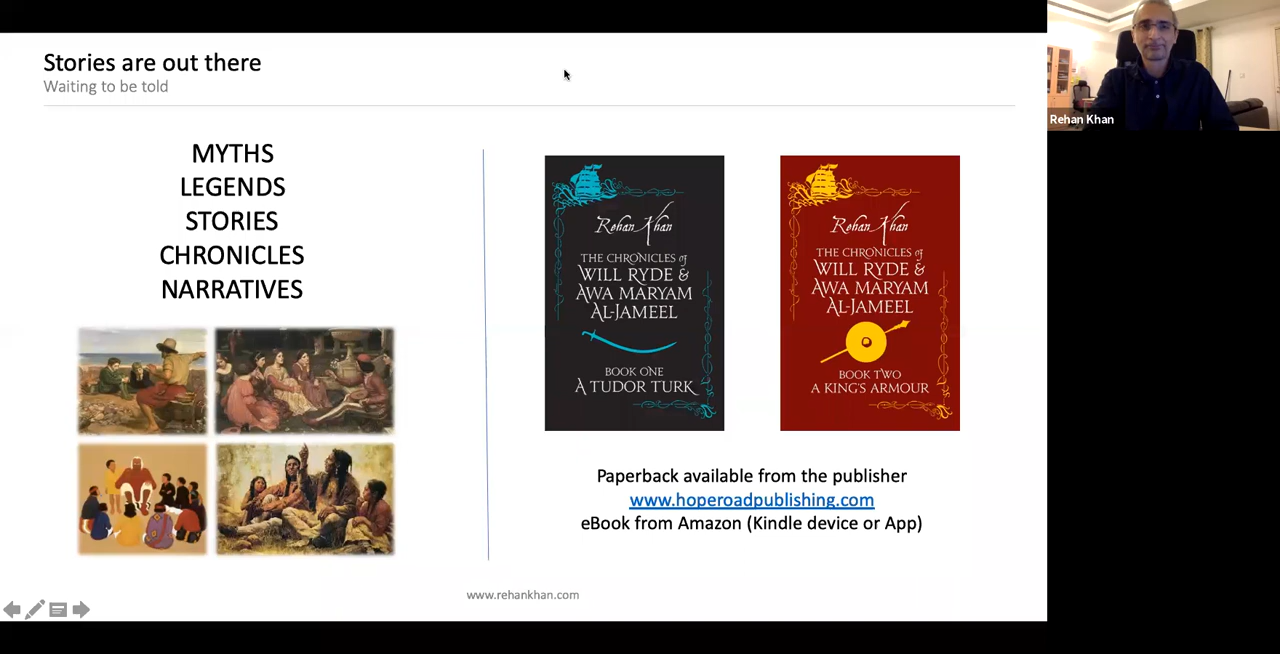 Stories are out there
Waiting to be told
MYTHS
LEGENDS
STORIES
CHRONICLES
NARRATIVES
Rehan Khan
THE CHRONICLES of
WILL RYDE &
AWA MARYAM
AL-JAMEEL
BOOK ONE
A TUDOR TURK
Rehan Khan
THE CHRONICLES of
WILL RYDE &
AWA MARYAM
AL-JAMEEL
BOOK TWO
A KING'S ARMOUR
Paperback available from the publisher
www.hoperoadpublishing.com
eBook from Amazon (Kindle device or App)
www.rehankhan.com
Rehan Khan